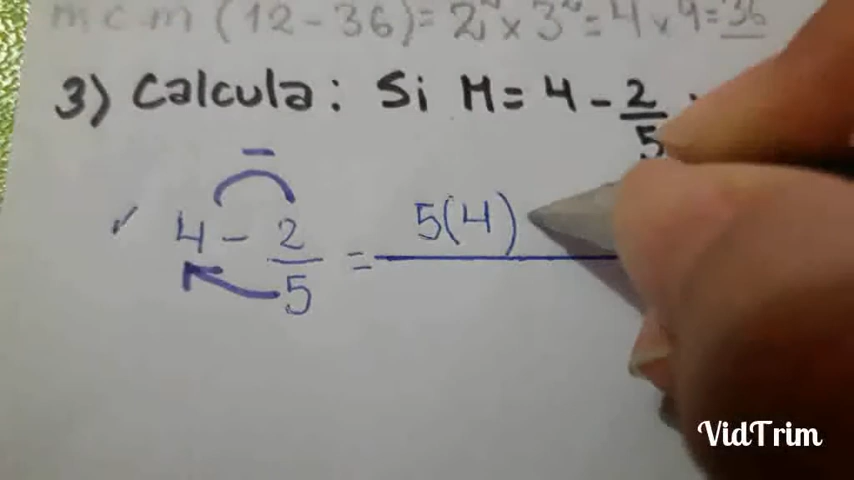 m c m (12-36)= 2² x 3² = 4 x 9 = 36
3) Calcula: Si M = 4 - 2/5
✓ 4 - 2/5 = 5(4)
VidTrim